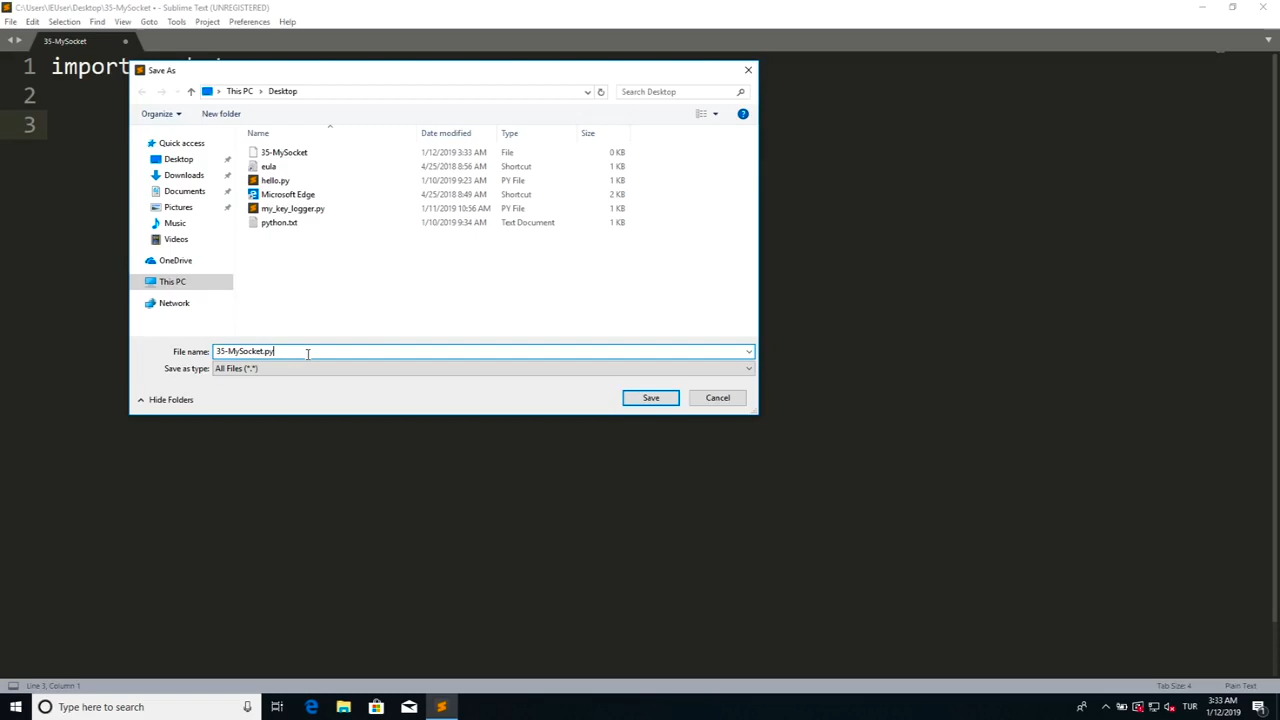 C:\Users\IEUser\Desktop\35-MySocket • - Sublime Text (UNREGISTERED)
File Edit Selection Find View Goto Tools Project Preferences Help
35-MySocket
1 import
2
3
Save As
This PC > Desktop
Search Desktop
Organize New folder
Name Date modified Type Size
35-MySocket 1/12/2019 3:33 AM File 0 KB
eula 4/25/2018 8:56 AM Shortcut 1 KB
hello.py 1/10/2019 9:23 AM PY File 1 KB
Microsoft Edge 4/25/2018 8:49 AM Shortcut 2 KB
my_key_logger.py 1/11/2019 10:56 AM PY File 1 KB
python.txt 1/10/2019 9:34 AM Text Document 1 KB
Quick access
Desktop
Downloads
Documents
Pictures
Music
Videos
OneDrive
This PC
Network
File name: 35-MySocket.py
Save as type: All Files (*.*)
Hide Folders Save Cancel
Line 3, Column 1 Tab Size: 4 Plain Text
Type here to search
TUR
3:33 AM
1/12/2019
1